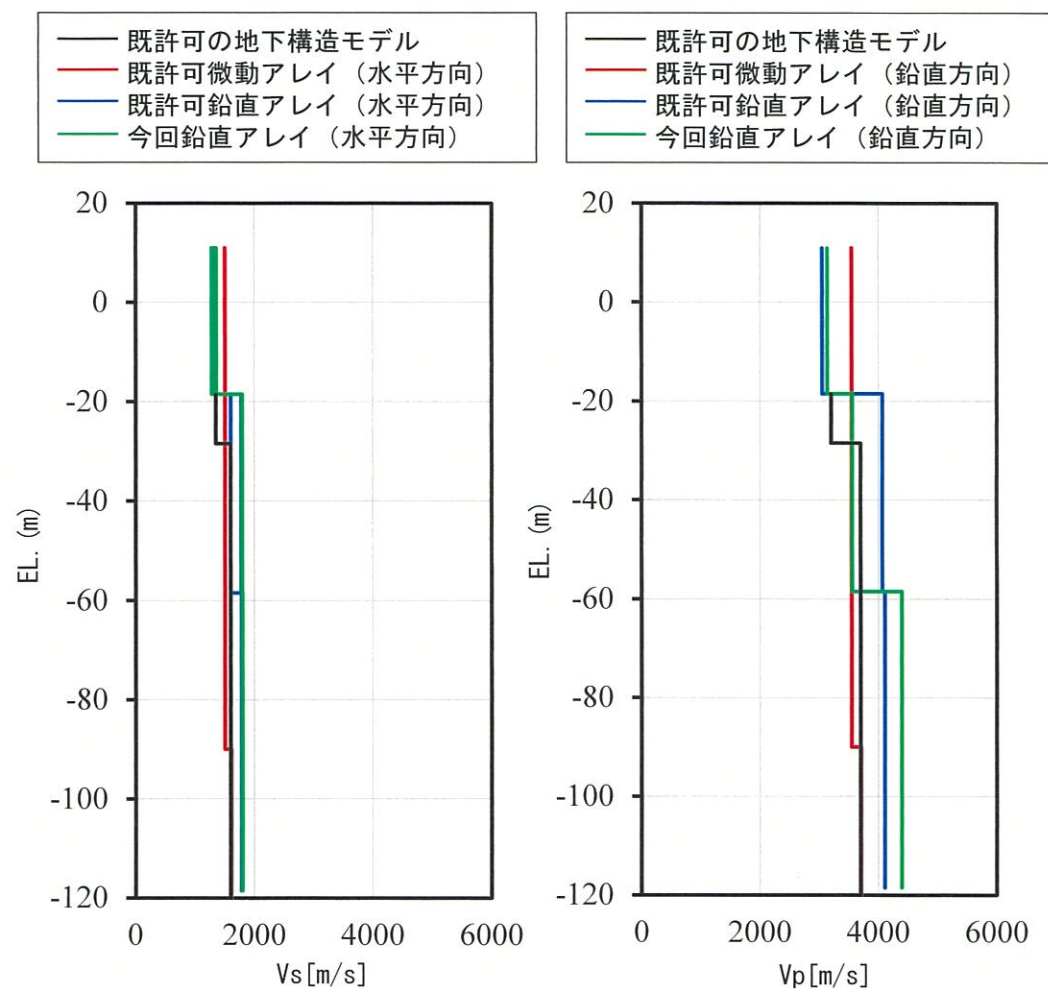 既許可の地下構造モデル
既許可微動アレイ（水平方向）
既許可鉛直アレイ（水平方向）
今回鉛直アレイ（水平方向）
既許可の地下構造モデル
既許可微動アレイ（鉛直方向）
既許可鉛直アレイ（鉛直方向）
今回鉛直アレイ（鉛直方向）
20
0
-20
-40
-60
-80
-100
-120
EL. (m)
0
2000
4000
6000
Vs[m/s]
20
0
-20
-40
-60
-80
-100
-120
EL. (m)
0
2000
4000
6000
Vp[m/s]